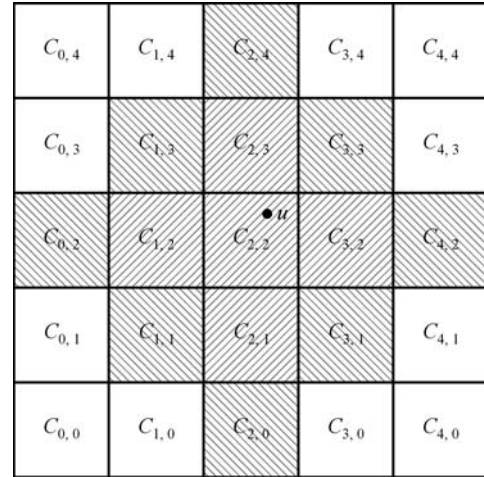 C0, 4 C1, 4 C2, 4 C3, 4 C4, 4
C0, 3 C1, 3 C2, 3 C3, 3 C4, 3
u
C0, 2 C1, 2 C2, 2 C3, 2 C4, 2
C0, 1 C1, 1 C2, 1 C3, 1 C4, 1
C0, 0 C1, 0 C2, 0 C3, 0 C4, 0